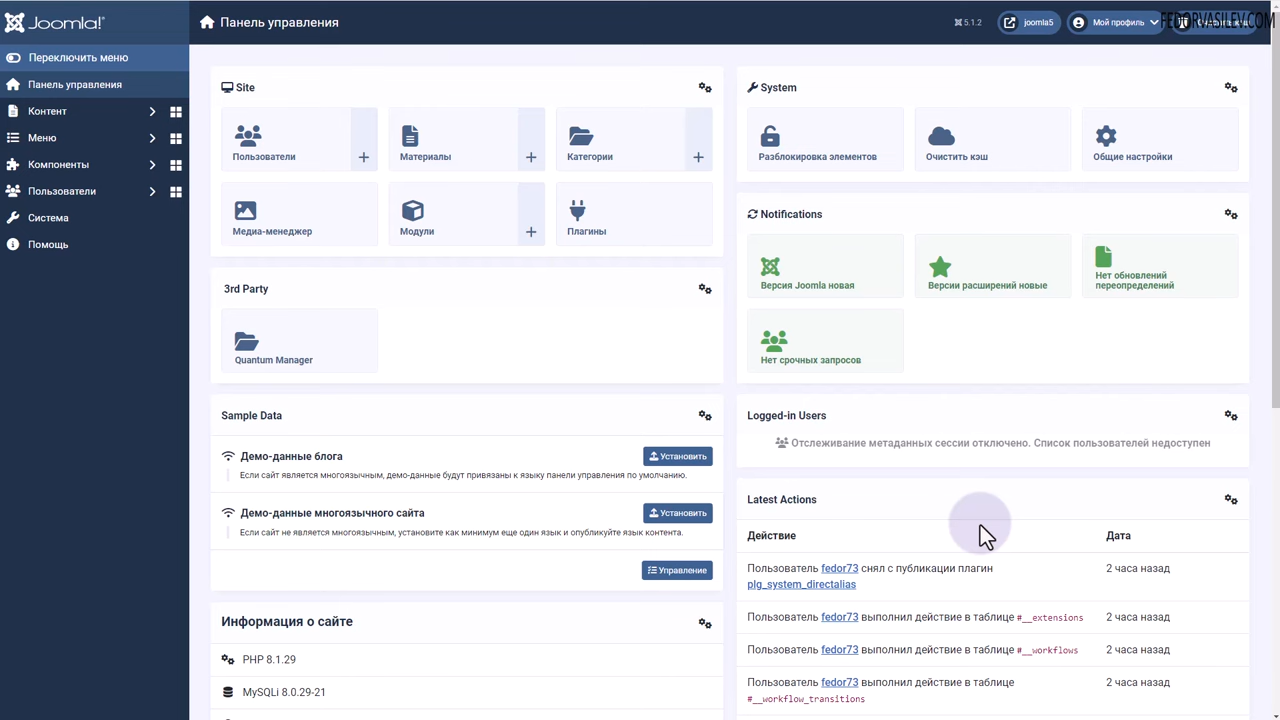 Joomla!
Панель управления
5.1.2
joomla5
Мой профиль
FEDORVASILEV.COM
Переключить меню
Панель управления
Контент
Меню
Компоненты
Пользователи
Система
Помощь
Site
Пользователи
Материалы
Категории
Медиа-менеджер
Модули
Плагины
3rd Party
Quantum Manager
Sample Data
Демо-данные блога
Установить
Если сайт является многоязычным, демо-данные будут привязаны к языку панели управления по умолчанию.
Демо-данные многоязычного сайта
Установить
Если сайт не является многоязычным, установите как минимум еще один язык и опубликуйте язык контента.
Управление
Информация о сайте
PHP 8.1.29
MySQLi 8.0.29-21
System
Разблокировка элементов
Очистить кэш
Общие настройки
Notifications
Версия Joomla новая
Версии расширений новые
Нет обновлений
переопределений
Нет срочных запросов
Logged-in Users
Отслеживание метаданных сессии отключено. Список пользователей недоступен
Latest Actions
Действие Дата
Пользователь fedor73 снял с публикации плагин 2 часа назад
plg_system_directalias
Пользователь fedor73 выполнил действие в таблице #__extensions 2 часа назад
Пользователь fedor73 выполнил действие в таблице #__workflows 2 часа назад
Пользователь fedor73 выполнил действие в таблице 2 часа назад
#__workflow_transitions